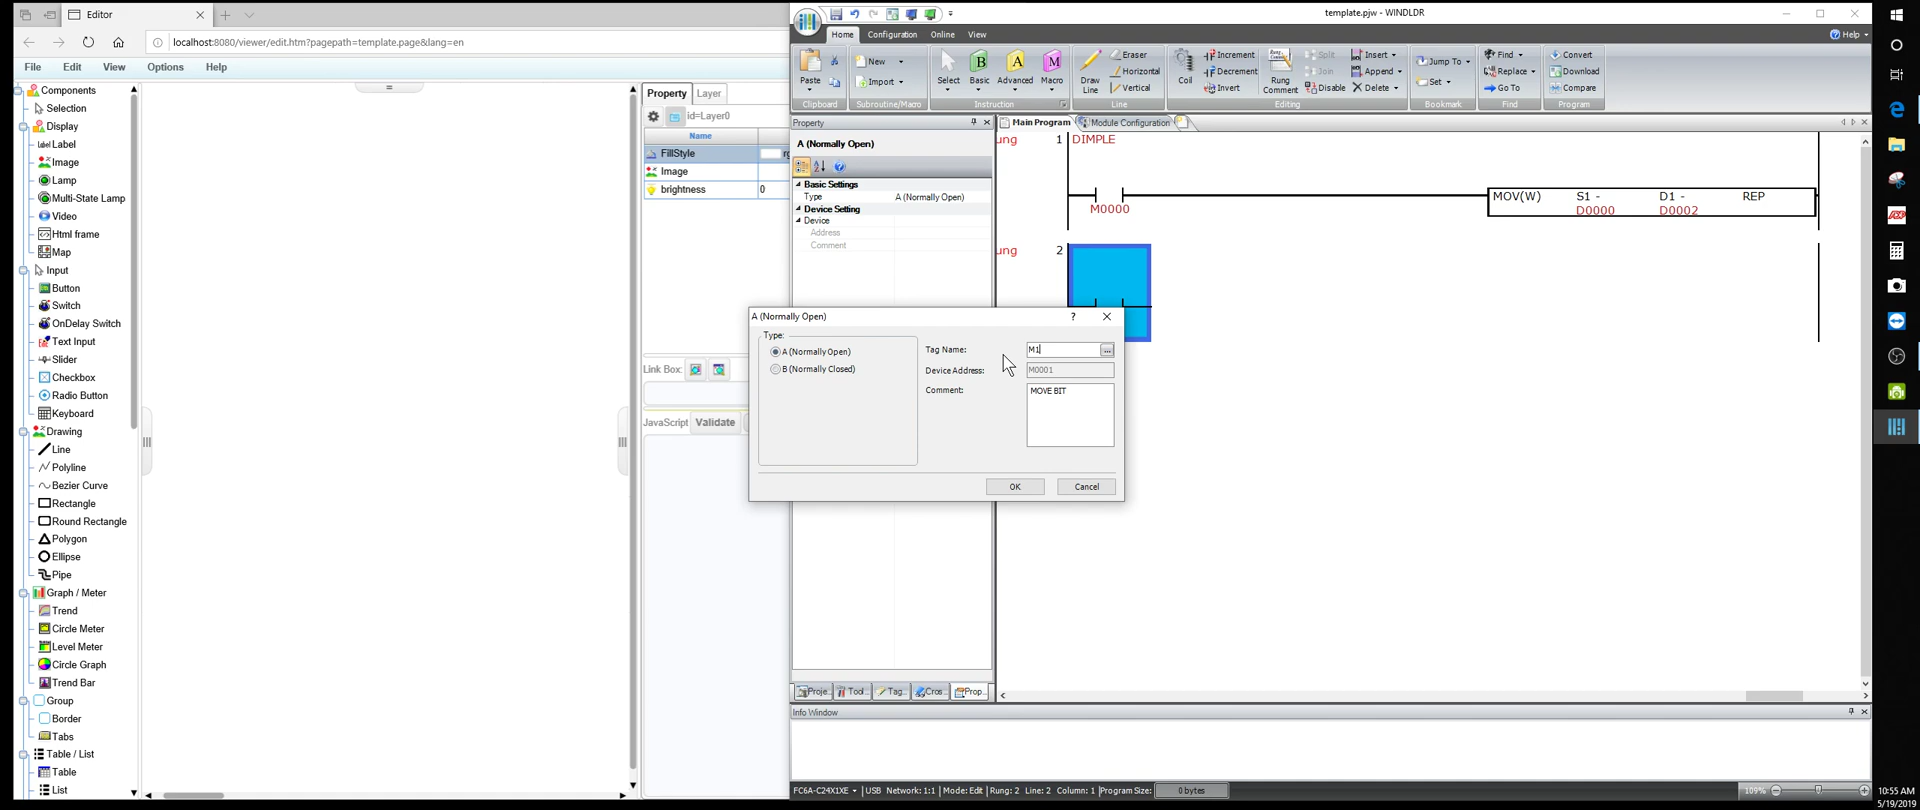 Editor
template.pjw - WINDLDR
localhost:8080/viewer/edit.htm?pagepath=template.page&lang=en
Home Configuration Online View Help
File Edit View Options Help
Paste
New
Import
Select Basic Advanced Macro
Draw Line
Eraser
Horizontal
Vertical
Coil
Increment
Decrement
Invert
Rung Comment
Split
Join
Disable
Insert
Append
Delete
Jump To
Set
Find
Replace
Go To
Convert
Download
Compare
Clipboard Subroutine/Macro Instruction Line Editing Bookmark Find Program
Components
Selection
Display
Label
Image
Lamp
Multi-State Lamp
Video
Html frame
Map
Input
Button
Switch
OnDelay Switch
Text Input
Slider
Checkbox
Radio Button
Keyboard
Drawing
Line
Polyline
Bezier Curve
Rectangle
Round Rectangle
Polygon
Ellipse
Pipe
Graph / Meter
Trend
Circle Meter
Level Meter
Circle Graph
Trend Bar
Group
Border
Tabs
Table / List
Table
List
Property Layer
id=Layer0
Name
FillStyle
Image
brightness 0
Link Box:
JavaScript Validate
Property
A (Normally Open)
Basic Settings
Type A (Normally Open)
Device Setting
Device
Address
Comment
Main Program Module Configuration
ung 1 DIMPLE
M0000
MOV(W) S1 - D1 - REP
D0000 D0002
ung 2
A (Normally Open) ?
Type:
A (Normally Open)
B (Normally Closed)
Tag Name: M1 ...
Device Address: M0001
Comment: MOVE BIT
OK Cancel
Proje.. Tool .. Tag.. Cros.. Prop..
Info Window
FC6A-C24X1XE USB Network: 1:1 Mode: Edit Rung: 2 Line: 2 Column: 1 Program Size: 0 bytes 109%
10:55 AM
5/19/2019